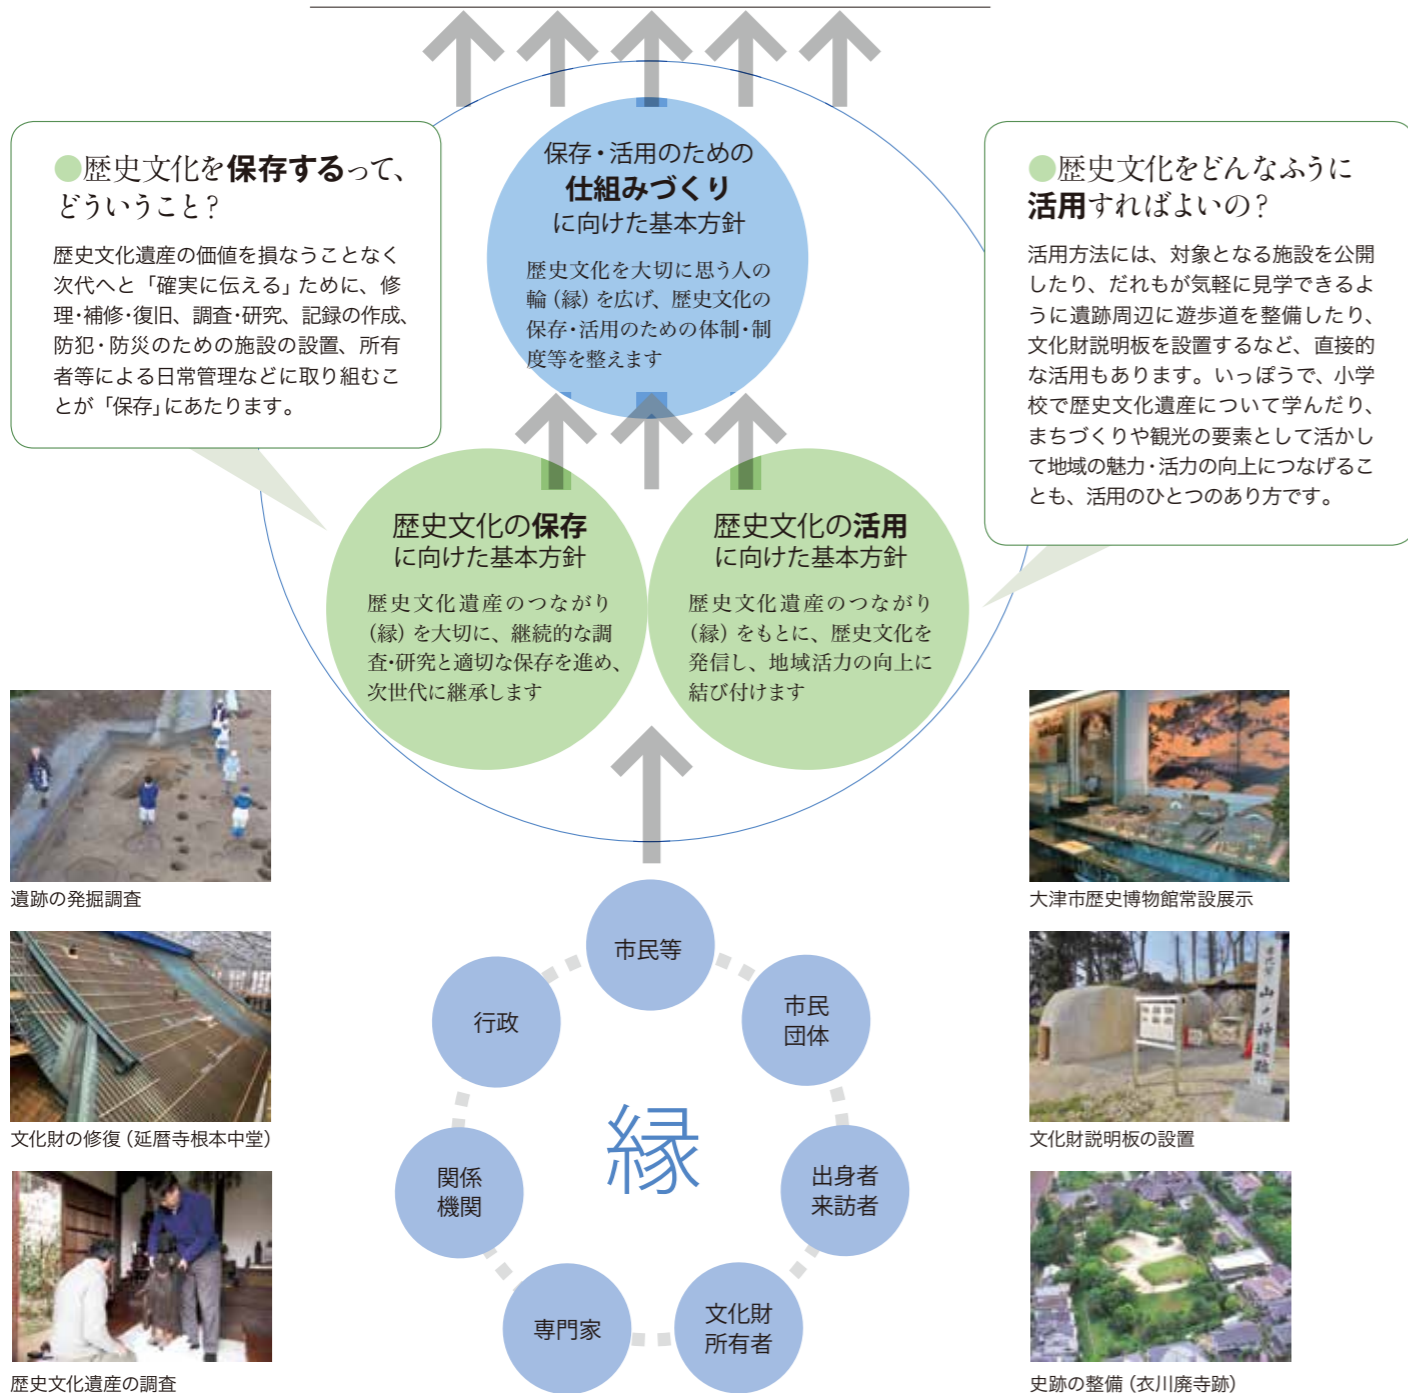 保存・活用のための
仕組みづくり
に向けた基本方針
歴史文化を大切に思う人の
輪（縁）を広げ、歴史文化の
保存・活用のための体制・制
度等を整えます
●歴史文化を保存するって、
どういうこと？
歴史文化遺産の価値を損なうことなく
次代へと「確実に伝える」ために、修
理・補修・復旧、調査・研究、記録の作成、
防犯・防災のための施設の設置、所有
者等による日常管理などに取り組むこ
とが「保存」にあたります。
●歴史文化をどんなふうに
活用すればよいの？
活用方法には、対象となる施設を公開
したり、だれもが気軽に見学できるよ
うに遺跡周辺に遊歩道を整備したり、
文化財説明板を設置するなど、直接的
な活用もあります。いっぽうで、小学
校で歴史文化遺産について学んだり、
まちづくりや観光の要素として活かし
て地域の魅力・活力の向上につなげるこ
とも、活用のひとつのあり方です。
歴史文化の保存
に向けた基本方針
歴史文化遺産のつながり
（縁）を大切に、継続的な調
査・研究と適切な保存を進め、
次世代に継承します
歴史文化の活用
に向けた基本方針
歴史文化遺産のつながり
（縁）をもとに、歴史文化を
発信し、地域活力の向上に
結び付けます
遺跡の発掘調査
文化財の修復（延暦寺根本中堂）
歴史文化遺産の調査
市民等
市民
団体
出身者
来訪者
文化財
所有者
専門家
関係
機関
行政
縁
大津市歴史博物館常設展示
山ノ神遺跡
文化財説明板の設置
史跡の整備（衣川廃寺跡）